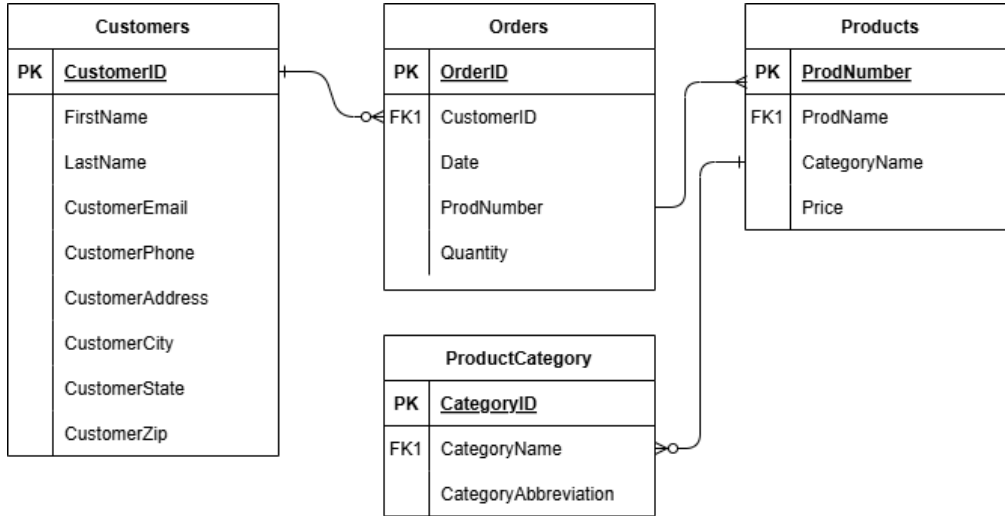 Customers
PK CustomerID
FirstName
LastName
CustomerEmail
CustomerPhone
CustomerAddress
CustomerCity
CustomerState
CustomerZip
Orders
PK OrderID
FK1 CustomerID
Date
ProdNumber
Quantity
Products
PK ProdNumber
FK1 ProdName
CategoryName
Price
ProductCategory
PK CategoryID
FK1 CategoryName
CategoryAbbreviation